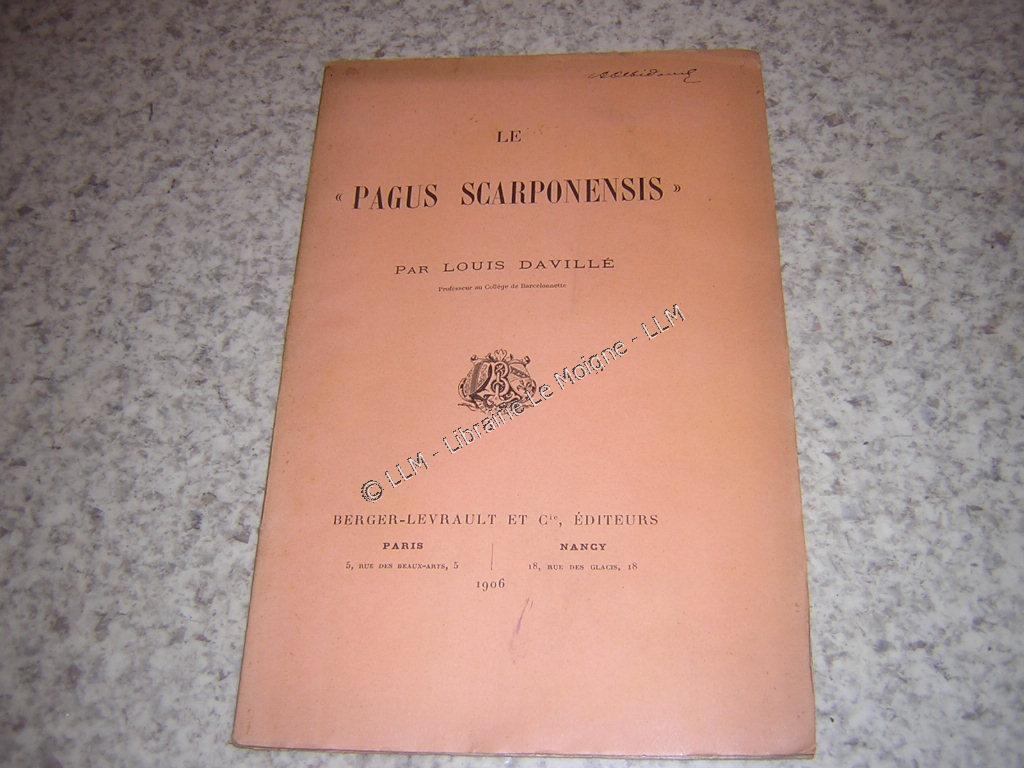 LE
« PAGUS SCARPONENSIS »
PAR LOUIS DAVILLÉ
Professeur au Collège de Barcelonnette
© LLM - Librairie Le Moigne - LLM
BERGER-LEVRAULT ET Cie, ÉDITEURS
PARIS
5, RUE DES BEAUX-ARTS, 5
NANCY
18, RUE DES GLACIS, 18
1906